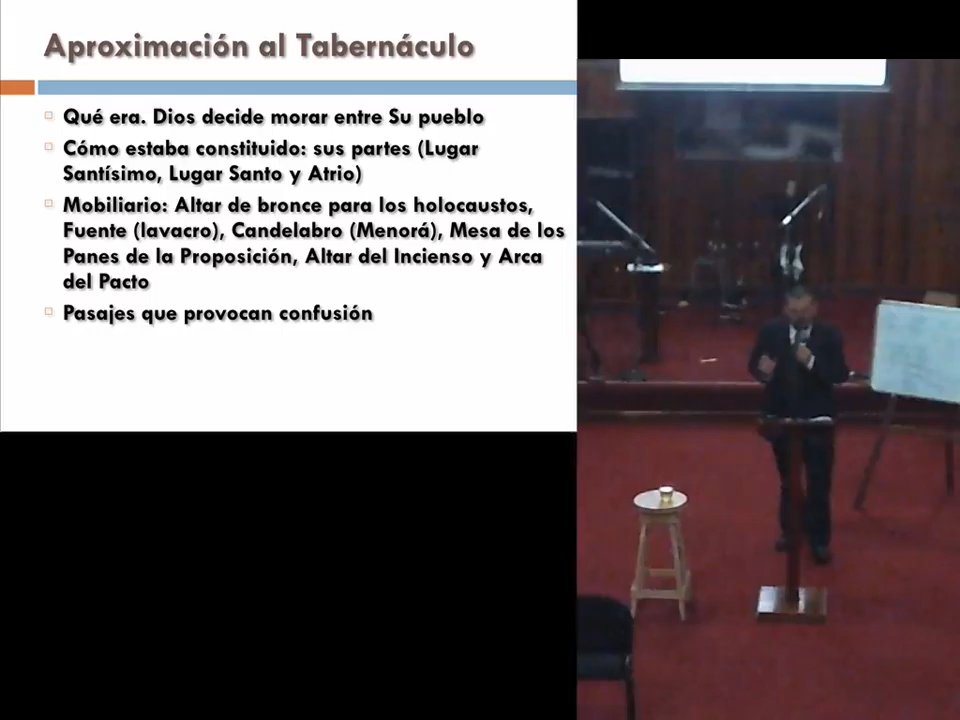 Aproximación al Tabernáculo
Qué era. Dios decide morar entre Su pueblo
Cómo estaba constituido: sus partes (Lugar
Santísimo, Lugar Santo y Atrio)
Mobiliario: Altar de bronce para los holocaustos,
Fuente (lavacro), Candelabro (Menorá), Mesa de los
Panes de la Proposición, Altar del Incienso y Arca
del Pacto
Pasajes que provocan confusión